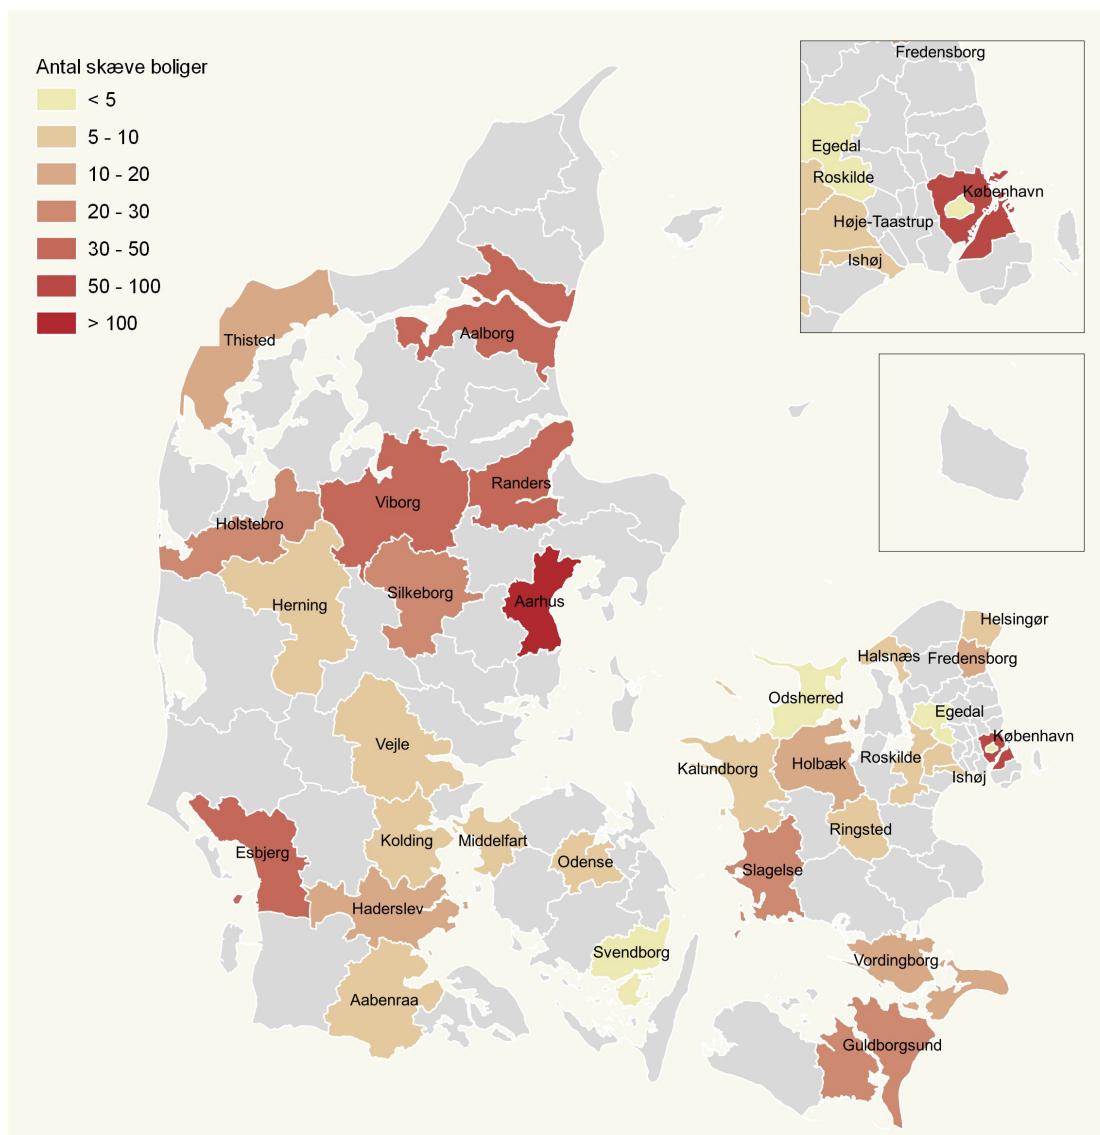 Antal skæve boliger
< 5
5 - 10
10 - 20
20 - 30
30 - 50
50 - 100
> 100
Fredensborg
Egedal
Roskilde
København
Høje-Taastrup
Ishøj
Thisted
Aalborg
Randers
Viborg
Holstebro
Silkeborg
Aarhus
Herning
Helsingør
Halsnæs
Fredensborg
Odsherred
Egedal
København
Vejle
Roskilde
Holbæk
Kalundborg
Ishøj
Ringsted
Kolding
Middelfart
Esbjerg
Odense
Slagelse
Haderslev
Svendborg
Vordingborg
Aabenraa
Guldborgsund